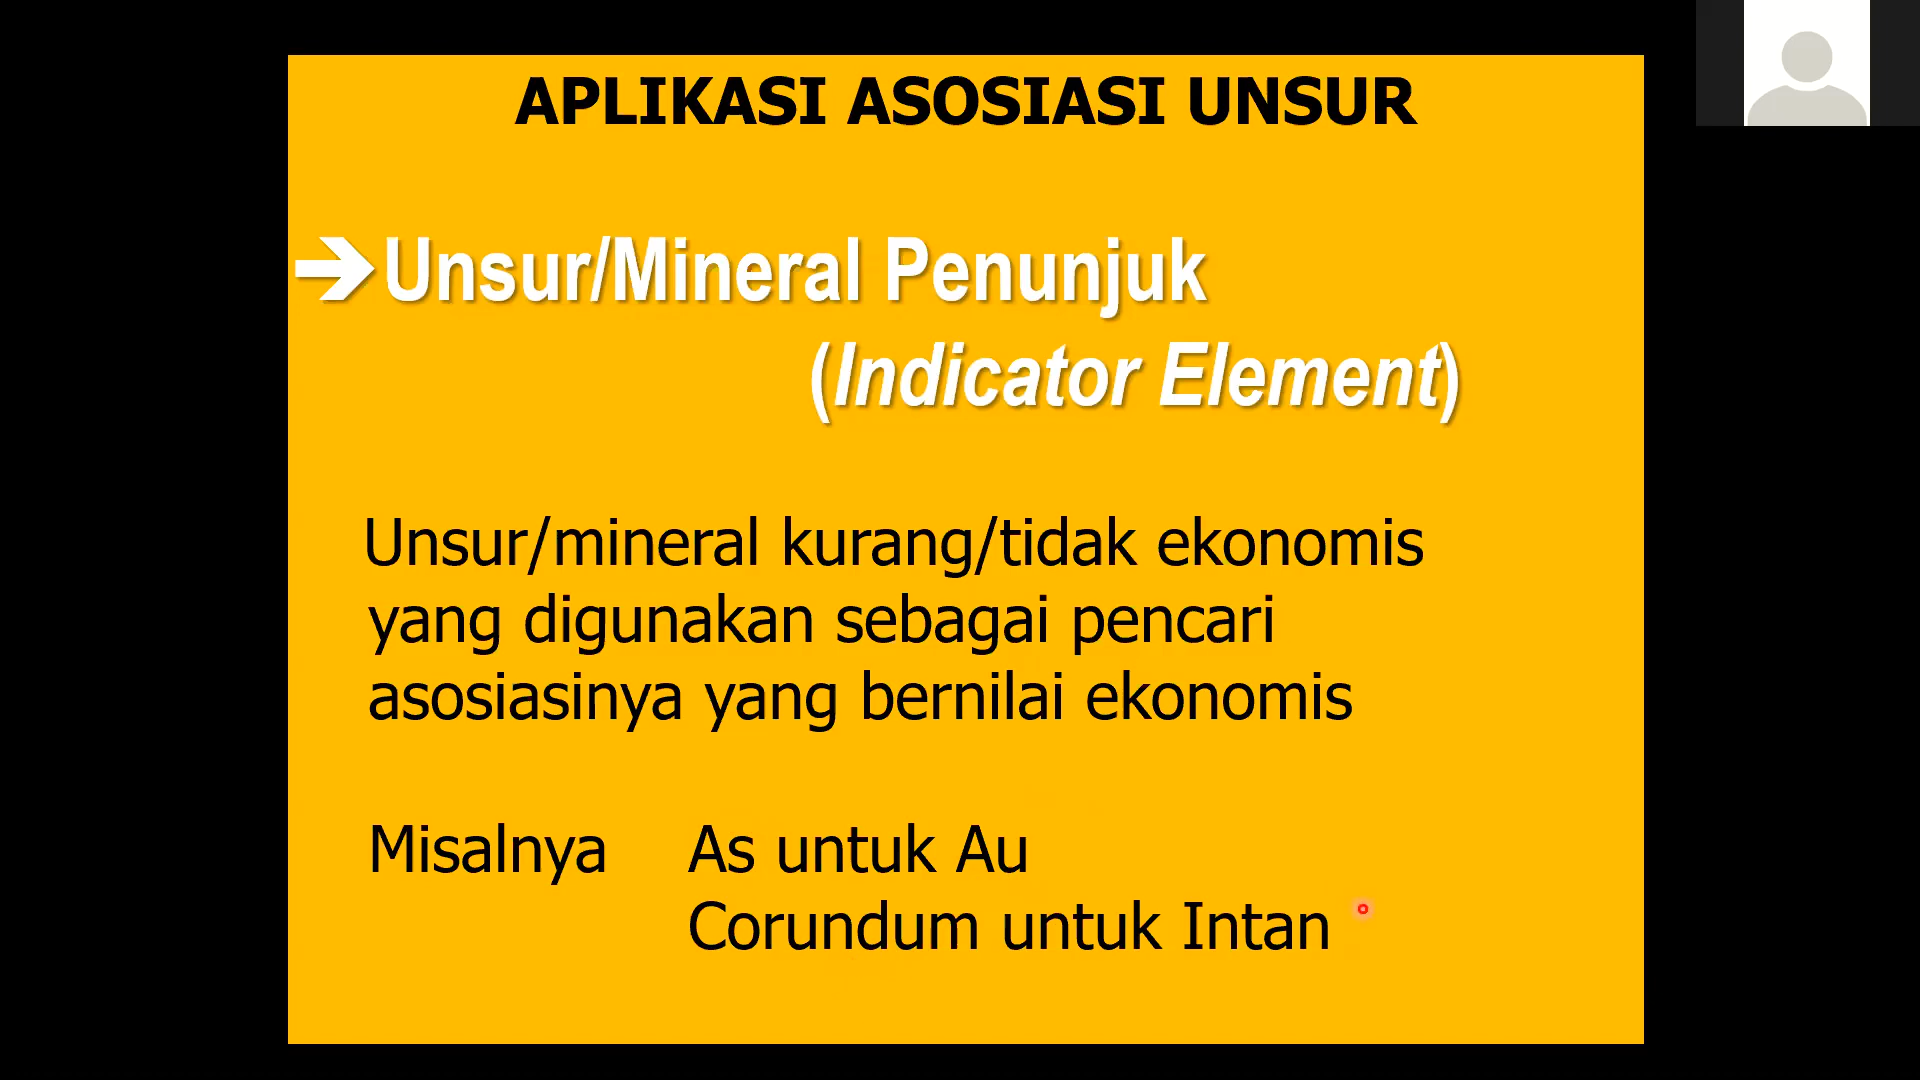 APLIKASI ASOSIASI UNSUR
➔Unsur/Mineral Penunjuk
(Indicator Element)
Unsur/mineral kurang/tidak ekonomis
yang digunakan sebagai pencari
asosiasinya yang bernilai ekonomis
Misalnya As untuk Au
Corundum untuk Intan